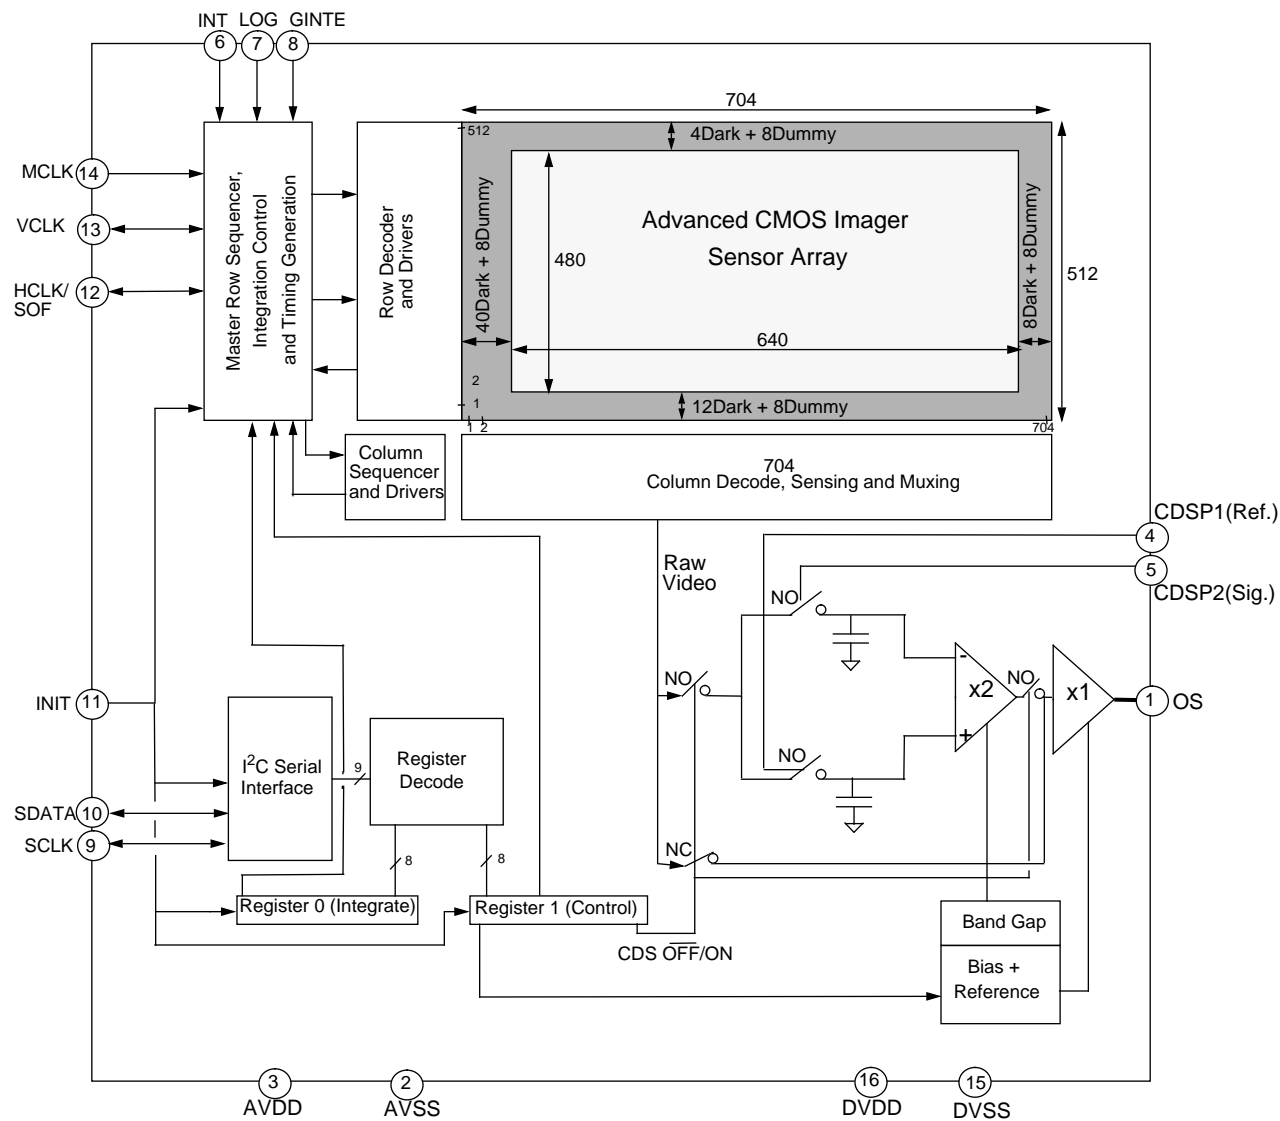 INT LOG GINTE
6 7 8
704
512
4Dark + 8Dummy
MCLK 14
VCLK 13
HCLK/
SOF
12
Master Row Sequencer,
Integration Control
and Timing Generation
Row Decoder
and Drivers
40Dark + 8Dummy
Advanced CMOS Imager
Sensor Array
480
640
8Dark + 8Dummy
512
2
1
12Dark + 8Dummy
1 2 704
Column
Sequencer
and Drivers
704
Column Decode, Sensing and Muxing
CDSP1(Ref.)
4
5
CDSP2(Sig.)
Raw
Video
NO
NO
-
x2
NO
x1
+
1 OS
NO
NC
INIT 11
I2C Serial
Interface
9
Register
Decode
SDATA 10
SCLK 9
8
8
Register 0 (Integrate)
Register 1 (Control)
CDS OFF/ON
Band Gap
Bias +
Reference
3
AVDD
2
AVSS
16
DVDD
15
DVSS